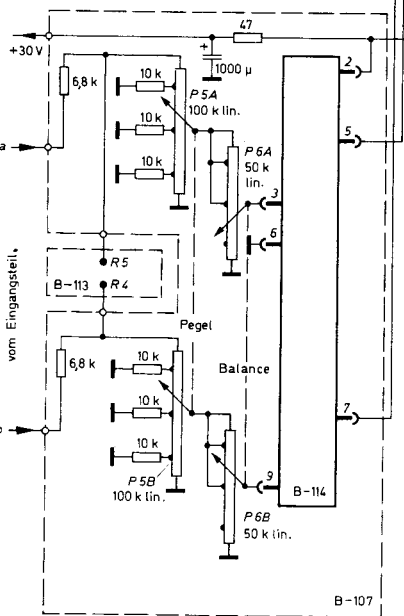 47
+30 V
+
1000 µ
2
6,8 k
10 k
P 5A
100 k lin.
5
a
10 k
P 6A
50 k
lin.
10 k
3
6
R 5
B-113 R 4
vom Eingangsteil,
Pegel
6,8 k
10 k
Balance
10 k
7
10 k
9
P 5B
100 k lin.
B-114
P 6B
50 k lin.
B-107